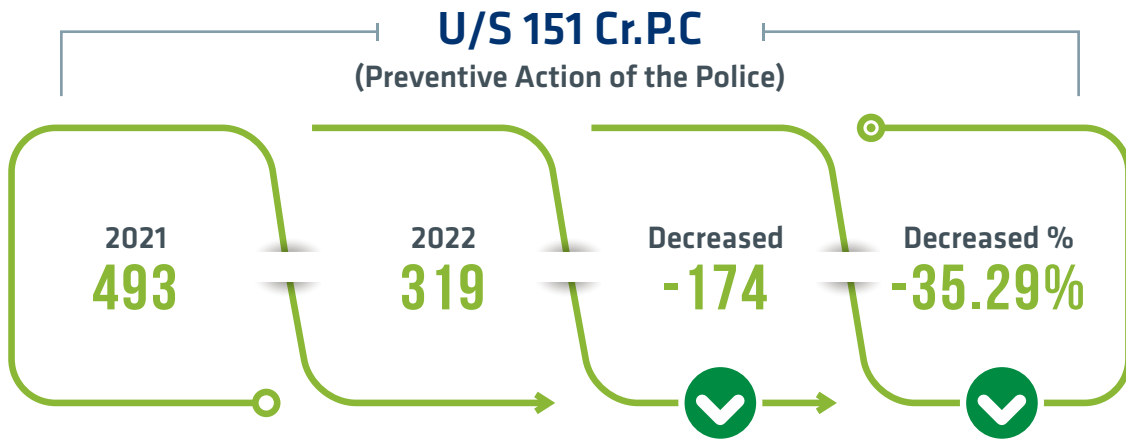 U/S 151 Cr.P.C
(Preventive Action of the Police)
2021
493
2022
319
Decreased
-174
Decreased %
-35.29%